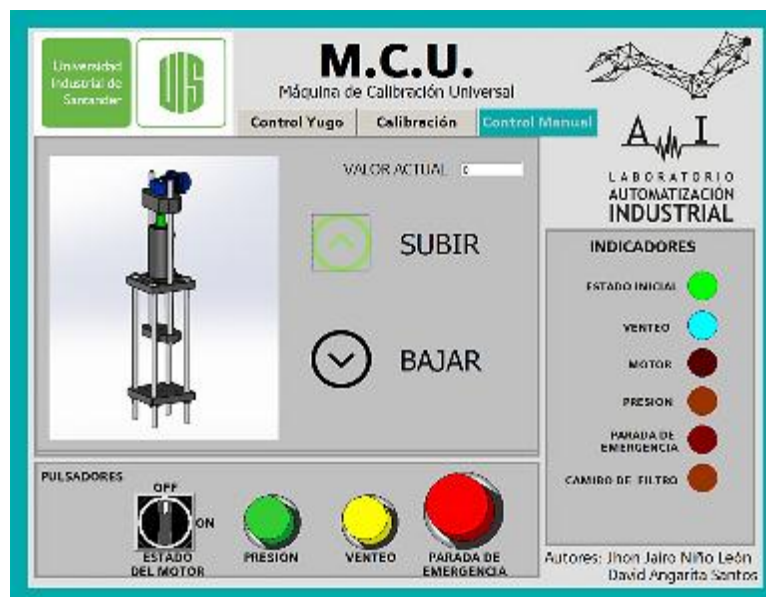 Universidad
Industrial de
Santander
UIS
M.C.U.
Máquina de Calibración Universal
Control Yugo
Calibración
Control Manual
A I
LABORATORIO
AUTOMATIZACIÓN
INDUSTRIAL
VALOR ACTUAL
0
SUBIR
BAJAR
INDICADORES
ESTADO INICIAL
VENTEO
MOTOR
PRESION
PARADA DE
EMERGENCIA
CAMIBO DE FILTRO
PULSADORES
OFF
ON
ESTADO
DEL MOTOR
PRESION
VENTEO
PARADA DE
EMERGENCIA
Autores: Jhon Jairo Niño León
David Angarita Santos